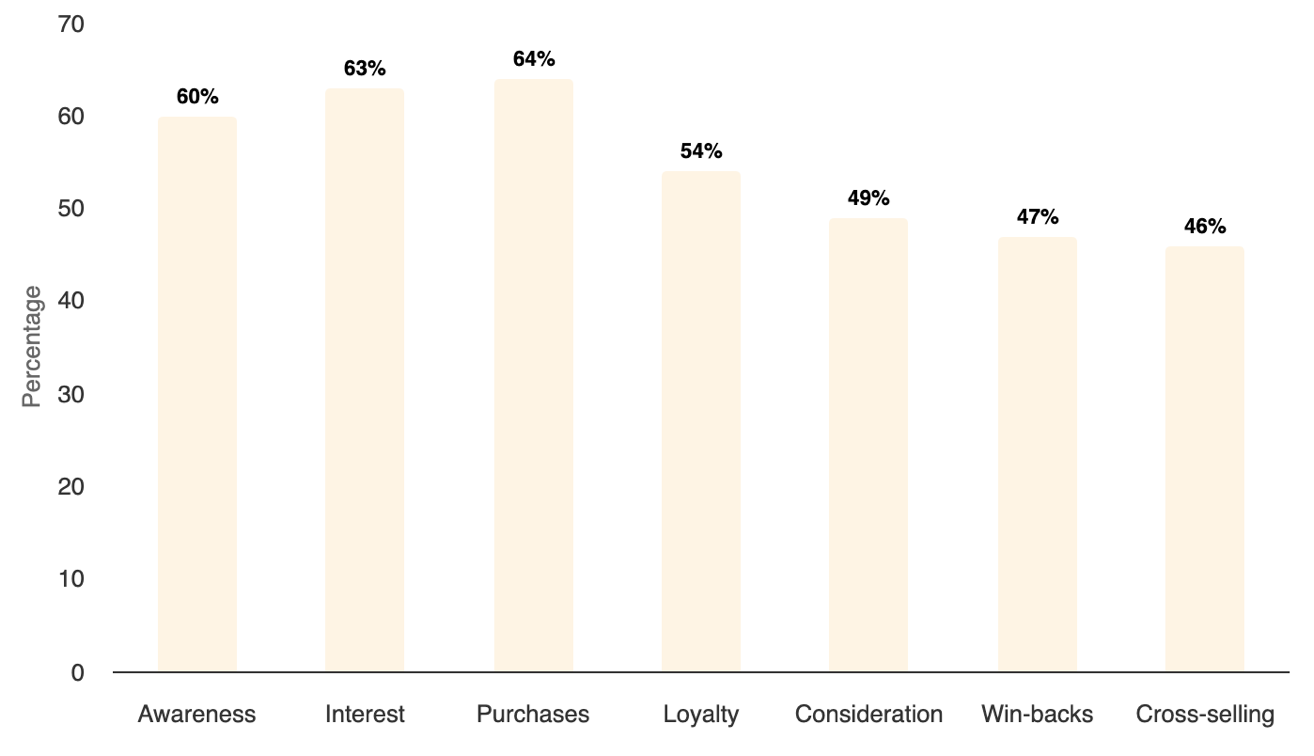 70
60
50
40
30
20
10
0
Percentage
60%
63%
64%
54%
49%
47%
46%
Awareness
Interest
Purchases
Loyalty
Consideration
Win-backs
Cross-selling